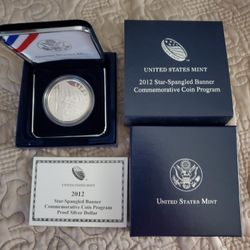 UNITED STATES MINT
2012 Star-Spangled Banner
Commemorative Coin Program
2012
Star-Spangled Banner
Commemorative Coin Program
Proof Silver Dollar
UNITED STATES MINT